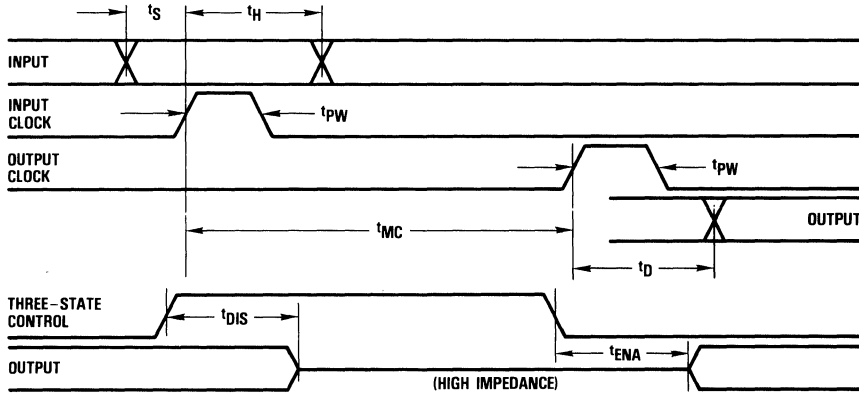 tS
tH
INPUT
INPUT
CLOCK
tPW
OUTPUT
CLOCK
tPW
OUTPUT
tMC
tD
THREE–STATE
CONTROL
tDIS
tENA
OUTPUT
(HIGH IMPEDANCE)